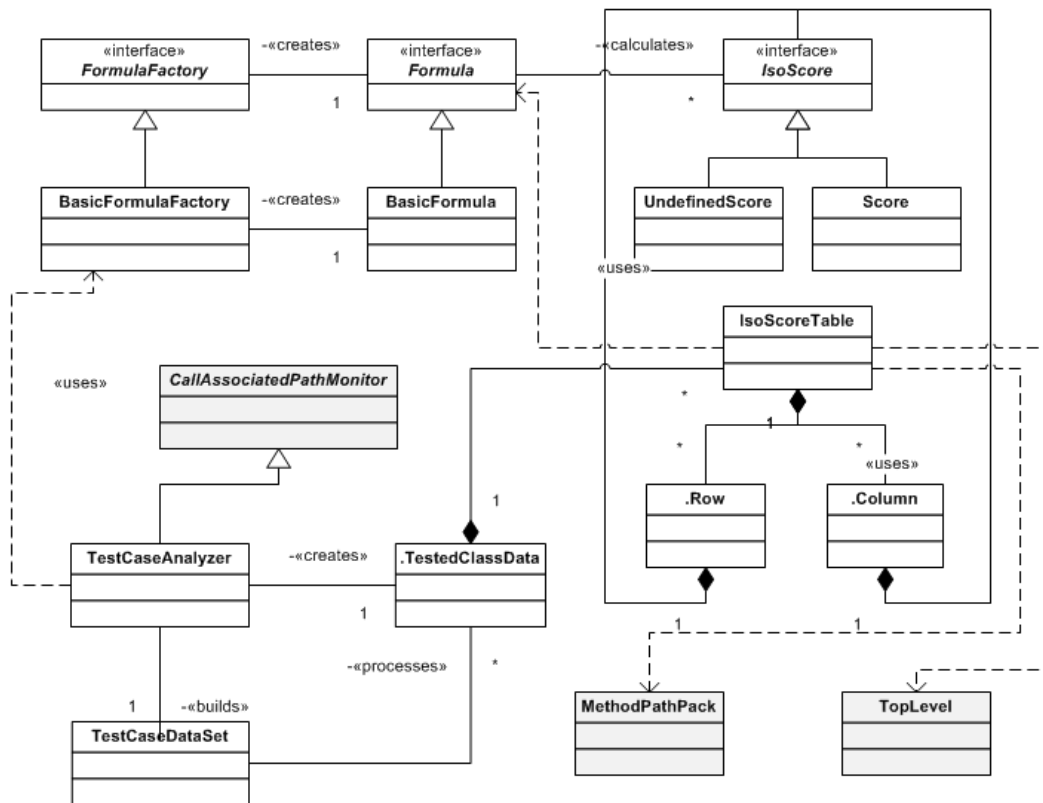 «interface»
FormulaFactory
-«creates»
1
«interface»
Formula
-«calculates»
*
«interface»
IsoScore
BasicFormulaFactory
-«creates»
1
BasicFormula
UndefinedScore
Score
«uses»
IsoScoreTable
«uses»
CallAssociatedPathMonitor
*
1
*
*
«uses»
1
.Row
.Column
TestCaseAnalyzer
-«creates»
1
.TestedClassData
1
1
-«processes»
*
1
-«builds»
MethodPathPack
TopLevel
TestCaseDataSet